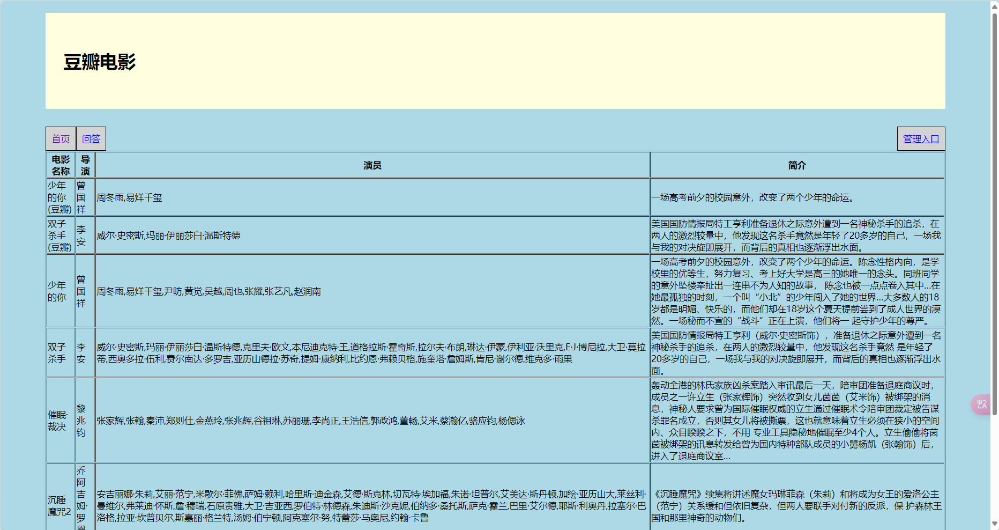 豆瓣电影
首页 问答 管理入口
电影
名称
导
演
演员
简介
少年
的你
(豆瓣)
曾
国
祥
周冬雨,易烊千玺
一场高考前夕的校园意外，改变了两个少年的命运。
双子
杀手
(豆瓣)
李
安
威尔·史密斯,玛丽·伊丽莎白·温斯特德
美国国防情报局特工亨利准备退休之际意外遭到一名神秘杀手的追杀，在
两人的激烈较量中，他发现这名杀手竟然是年轻了20多岁的自己，一场我
与我的对决旋即展开，而背后的真相也逐渐浮出水面。
少年
的你
曾
国
祥
周冬雨,易烊千玺,尹昉,黄觉,吴越,周也,张耀,张艺凡,赵润南
一场高考前夕的校园意外，改变了两个少年的命运。陈念性格内向，是学
校里的优等生，努力复习、考上好大学是高三的她唯一的念头。同班同学
的意外坠楼牵扯出一连串不为人知的故事， 陈念也被一点点卷入其中...在
她最孤独的时刻，一个叫“小北”的少年闯入了她的世界...大多数人的18
岁都是明媚、快乐的，而他们却在18岁这个夏天提前尝到了成人世界的漠
然。一场秘而不宣的“战斗”正在上演，他们将一 起守护少年的尊严。
双子
杀手
李
安
威尔·史密斯,玛丽·伊丽莎白·温斯特德,克里夫·欧文,本尼迪克特·王,道格拉斯·霍奇斯,拉尔夫·布朗,琳达·伊蒙,伊利亚·沃里克,E·J·博尼拉,大卫·莫拉
蒂,西奥多拉·伍利,费尔南达·多罗吉,亚历山德拉·苏奇,提姆·康纳利,比约恩·弗赖贝格,施奎塔·詹姆斯,肯尼·谢尔德,维克多·雨果
美国国防情报局特工亨利（威尔·史密斯饰），准备退休之际意外遭到一名
神秘杀手的追杀，在两人的激烈较量中，他发现这名杀手竟然 是年轻了
20多岁的自己，一场我与我的对决旋即展开，而背后的真相也逐渐浮出水
面。
催眠·
裁决
黎
兆
钧
张家辉,张翰,秦沛,郑则仕,金燕玲,张兆辉,谷祖琳,苏丽珊,李尚正,王浩信,郭政鸿,董畅,艾米,蔡瀚亿,骆应钧,杨偲泳
轰动全港的林氏家族凶杀案踏入审讯最后一天，陪审团准备退庭商议时，
成员之一许立生（张家辉饰）突然收到女儿茵茵（艾米饰）被绑架的消
息，神秘人要求曾为国际催眠权威的立生通过催眠术令陪审团裁定被告谋
杀罪名成立，否则其女儿将被撕票，这也就意味着立生必须在狭小的空间
内、众目睽睽之下，不用 专业工具隐秘地催眠至少4个人。立生偷偷将茵
茵被绑架的讯息转发给曾为国内特种部队成员的小舅杨凯（张翰饰）后，
进入了退庭商议室...
沉睡
魔咒2
乔
阿
吉
姆·
罗
恩
安吉丽娜·朱莉,艾丽·范宁,米歇尔·菲佛,萨姆·赖利,哈里斯·迪金森,艾德·斯克林,切瓦特·埃加福,朱诺·坦普尔,艾美达·斯丹顿,加绘·亚历山大,莱丝利·
曼维尔,弗莱迪·怀斯,詹·穆瑞,石原贵雅,大卫·吉亚西,罗伯特·林德森,朱迪斯·沙克妮,伯纳多·桑托斯,萨克·霍兰,巴里·艾尔德,耶斯·利奥丹,拉塞尔·巴
洛格,拉亚·坎普贝尔,斯嘉丽·格兰特,汤姆·伯宁顿,阿克塞尔·努,特蕾莎·马奥尼,约翰·卡鲁
《沉睡魔咒》续集将讲述魔女玛琳菲森（朱莉）和将成为女王的爱洛公主
（范宁）关系缓和但依旧复杂，但两人要联手对付新的反派，保 护森林王
国和那里神奇的动物们。